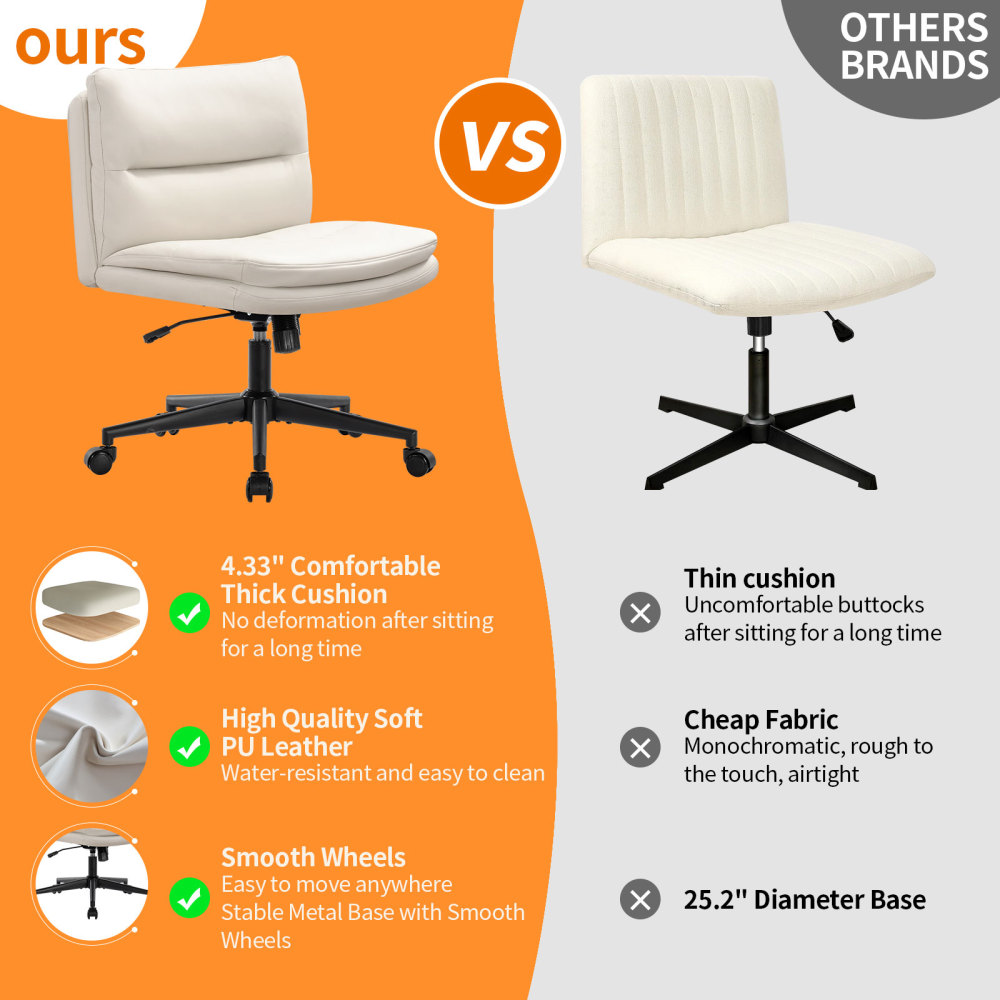 ours
VS
OTHERS
BRANDS
4.33" Comfortable
Thick Cushion
No deformation after sitting
for a long time
Thin cushion
Uncomfortable buttocks
after sitting for a long time
High Quality Soft
PU Leather
Water-resistant and easy to clean
Cheap Fabric
Monochromatic, rough to
the touch, airtight
Smooth Wheels
Easy to move anywhere
Stable Metal Base with Smooth
Wheels
25.2" Diameter Base